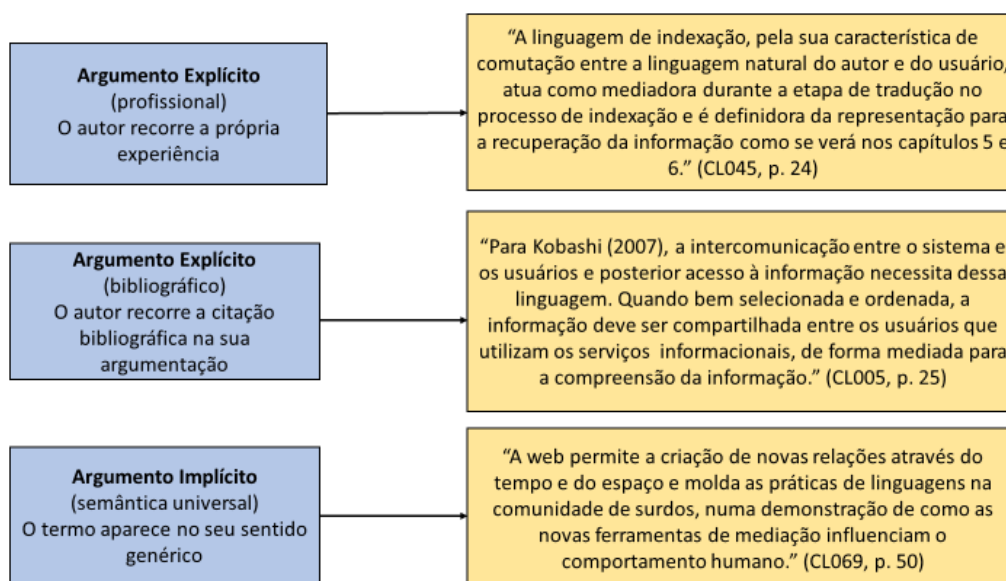 Argumento Explícito
(profissional)
O autor recorre a própria
experiência
“A linguagem de indexação, pela sua característica de
comutação entre a linguagem natural do autor e do usuário,
atua como mediadora durante a etapa de tradução no
processo de indexação e é definidora da representação para
a recuperação da informação como se verá nos capítulos 5 e
6.” (CL045, p. 24)
Argumento Explícito
(bibliográfico)
O autor recorre a citação
bibliográfica na sua
argumentação
“Para Kobashi (2007), a intercomunicação entre o sistema e
os usuários e posterior acesso à informação necessita dessa
linguagem. Quando bem selecionada e ordenada, a
informação deve ser compartilhada entre os usuários que
utilizam os serviços informacionais, de forma mediada para
a compreensão da informação.” (CL005, p. 25)
Argumento Implícito
(semântica universal)
O termo aparece no seu sentido
genérico
“A web permite a criação de novas relações através do
tempo e do espaço e molda as práticas de linguagens na
comunidade de surdos, numa demonstração de como as
novas ferramentas de mediação influenciam o
comportamento humano.” (CL069, p. 50)